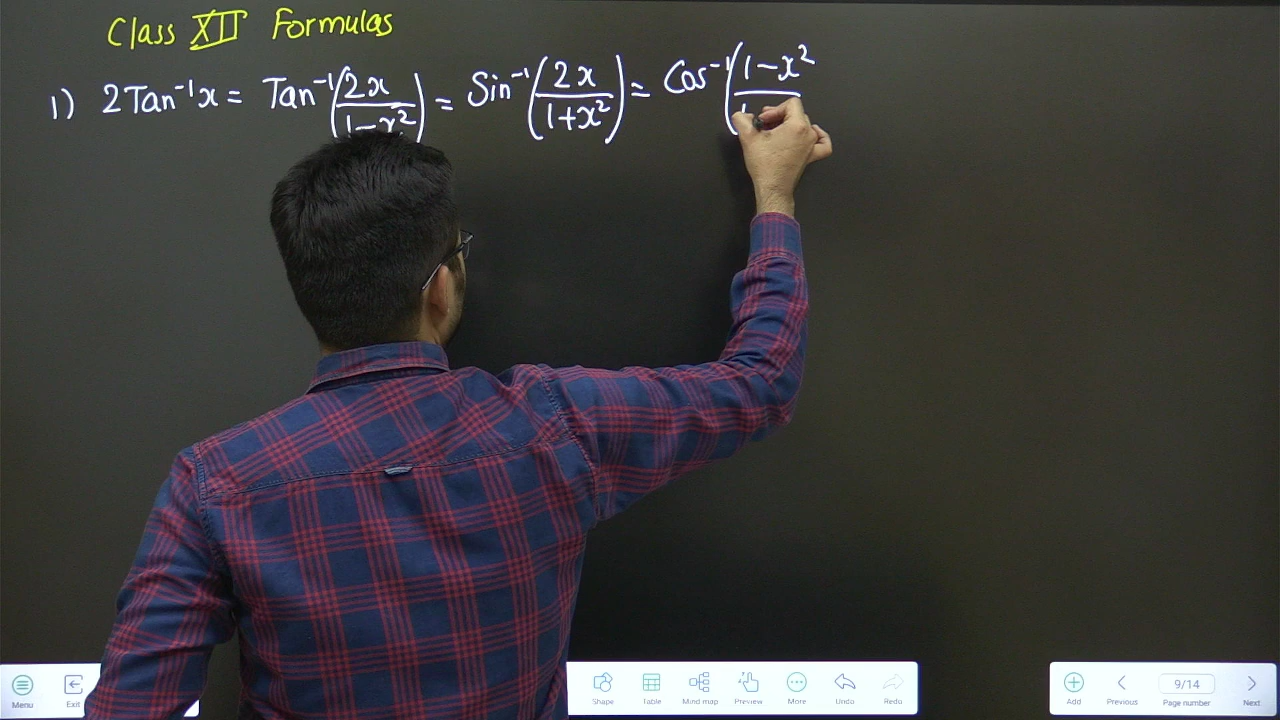 Class XII Formulas
1) 2Tan⁻¹x = Tan⁻¹(2x/1-x²) = Sin⁻¹(2x/1+x²) = Cos⁻¹(1-x²/1
Menu Exit Shape Table Mind map Preview More Undo Redo Add Previous 9/14 Page number Next